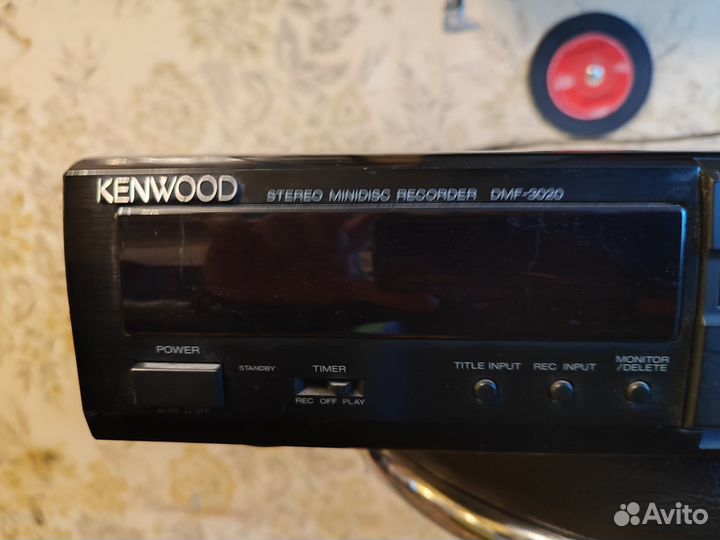 KENWOOD STEREO MINIDISC RECORDER DMF-3020
POWER
STANDBY
TIMER
REC OFF PLAY
TITLE INPUT
REC INPUT
MONITOR
/DELETE
Avito